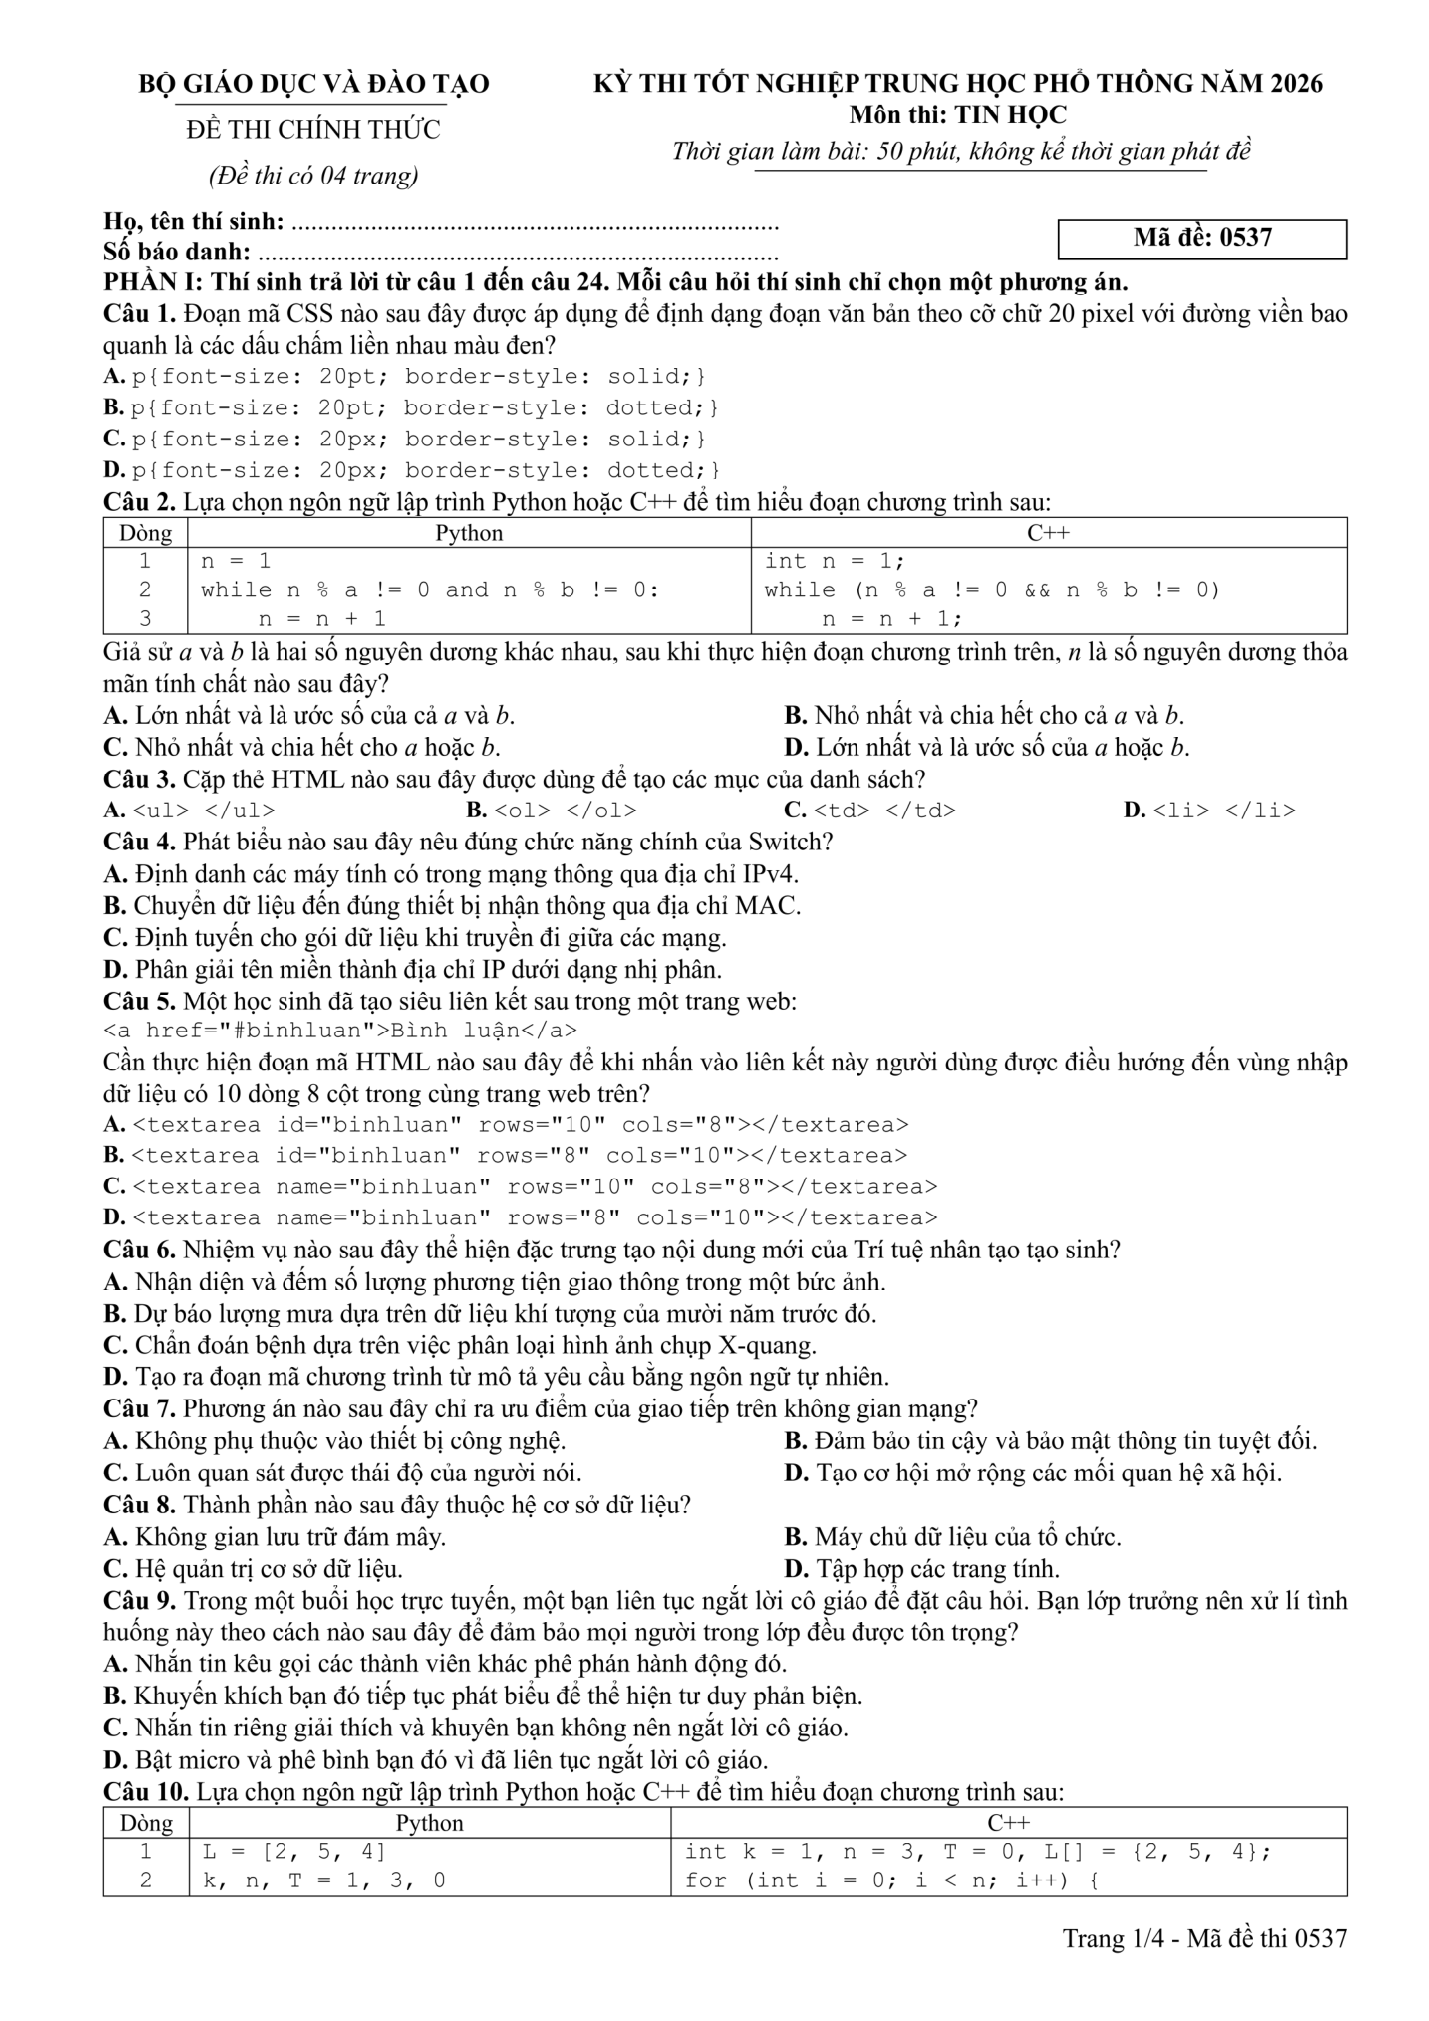 BỘ GIÁO DỤC VÀ ĐÀO TẠO
ĐỀ THI CHÍNH THỨC
(Đề thi có 04 trang)
KỲ THI TỐT NGHIỆP TRUNG HỌC PHỔ THÔNG NĂM 2026
Môn thi: TIN HỌC
Thời gian làm bài: 50 phút, không kể thời gian phát đề
Họ, tên thí sinh: ..........................................................................
Số báo danh: ...............................................................................
Mã đề: 0537
PHẦN I: Thí sinh trả lời từ câu 1 đến câu 24. Mỗi câu hỏi thí sinh chỉ chọn một phương án.
Câu 1. Đoạn mã CSS nào sau đây được áp dụng để định dạng đoạn văn bản theo cỡ chữ 20 pixel với đường viền bao
quanh là các dấu chấm liền nhau màu đen?
A. p{font-size: 20pt; border-style: solid;}
B. p{font-size: 20pt; border-style: dotted;}
C. p{font-size: 20px; border-style: solid;}
D. p{font-size: 20px; border-style: dotted;}
Câu 2. Lựa chọn ngôn ngữ lập trình Python hoặc C++ để tìm hiểu đoạn chương trình sau:
Dòng Python C++
1 n = 1 int n = 1;
2 while n % a != 0 and n % b != 0: while (n % a != 0 && n % b != 0)
3 n = n + 1 n = n + 1;
Giả sử a và b là hai số nguyên dương khác nhau, sau khi thực hiện đoạn chương trình trên, n là số nguyên dương thỏa
mãn tính chất nào sau đây?
A. Lớn nhất và là ước số của cả a và b. B. Nhỏ nhất và chia hết cho cả a và b.
C. Nhỏ nhất và chia hết cho a hoặc b. D. Lớn nhất và là ước số của a hoặc b.
Câu 3. Cặp thẻ HTML nào sau đây được dùng để tạo các mục của danh sách?
A. <ul> </ul> B. <ol> </ol> C. <td> </td> D. <li> </li>
Câu 4. Phát biểu nào sau đây nêu đúng chức năng chính của Switch?
A. Định danh các máy tính có trong mạng thông qua địa chỉ IPv4.
B. Chuyển dữ liệu đến đúng thiết bị nhận thông qua địa chỉ MAC.
C. Định tuyến cho gói dữ liệu khi truyền đi giữa các mạng.
D. Phân giải tên miền thành địa chỉ IP dưới dạng nhị phân.
Câu 5. Một học sinh đã tạo siêu liên kết sau trong một trang web:
<a href="#binhluan">Bình luận</a>
Cần thực hiện đoạn mã HTML nào sau đây để khi nhấn vào liên kết này người dùng được điều hướng đến vùng nhập
dữ liệu có 10 dòng 8 cột trong cùng trang web trên?
A. <textarea id="binhluan" rows="10" cols="8"></textarea>
B. <textarea id="binhluan" rows="8" cols="10"></textarea>
C. <textarea name="binhluan" rows="10" cols="8"></textarea>
D. <textarea name="binhluan" rows="8" cols="10"></textarea>
Câu 6. Nhiệm vụ nào sau đây thể hiện đặc trưng tạo nội dung mới của Trí tuệ nhân tạo tạo sinh?
A. Nhận diện và đếm số lượng phương tiện giao thông trong một bức ảnh.
B. Dự báo lượng mưa dựa trên dữ liệu khí tượng của mười năm trước đó.
C. Chẩn đoán bệnh dựa trên việc phân loại hình ảnh chụp X-quang.
D. Tạo ra đoạn mã chương trình từ mô tả yêu cầu bằng ngôn ngữ tự nhiên.
Câu 7. Phương án nào sau đây chỉ ra ưu điểm của giao tiếp trên không gian mạng?
A. Không phụ thuộc vào thiết bị công nghệ. B. Đảm bảo tin cậy và bảo mật thông tin tuyệt đối.
C. Luôn quan sát được thái độ của người nói. D. Tạo cơ hội mở rộng các mối quan hệ xã hội.
Câu 8. Thành phần nào sau đây thuộc hệ cơ sở dữ liệu?
A. Không gian lưu trữ đám mây. B. Máy chủ dữ liệu của tổ chức.
C. Hệ quản trị cơ sở dữ liệu. D. Tập hợp các trang tính.
Câu 9. Trong một buổi học trực tuyến, một bạn liên tục ngắt lời cô giáo để đặt câu hỏi. Bạn lớp trưởng nên xử lí tình
huống này theo cách nào sau đây để đảm bảo mọi người trong lớp đều được tôn trọng?
A. Nhắn tin kêu gọi các thành viên khác phê phán hành động đó.
B. Khuyến khích bạn đó tiếp tục phát biểu để thể hiện tư duy phản biện.
C. Nhắn tin riêng giải thích và khuyên bạn không nên ngắt lời cô giáo.
D. Bật micro và phê bình bạn đó vì đã liên tục ngắt lời cô giáo.
Câu 10. Lựa chọn ngôn ngữ lập trình Python hoặc C++ để tìm hiểu đoạn chương trình sau:
Dòng Python C++
1 L = [2, 5, 4] int k = 1, n = 3, T = 0, L[] = {2, 5, 4};
2 k, n, T = 1, 3, 0 for (int i = 0; i < n; i++) {
Trang 1/4 - Mã đề thi 0537